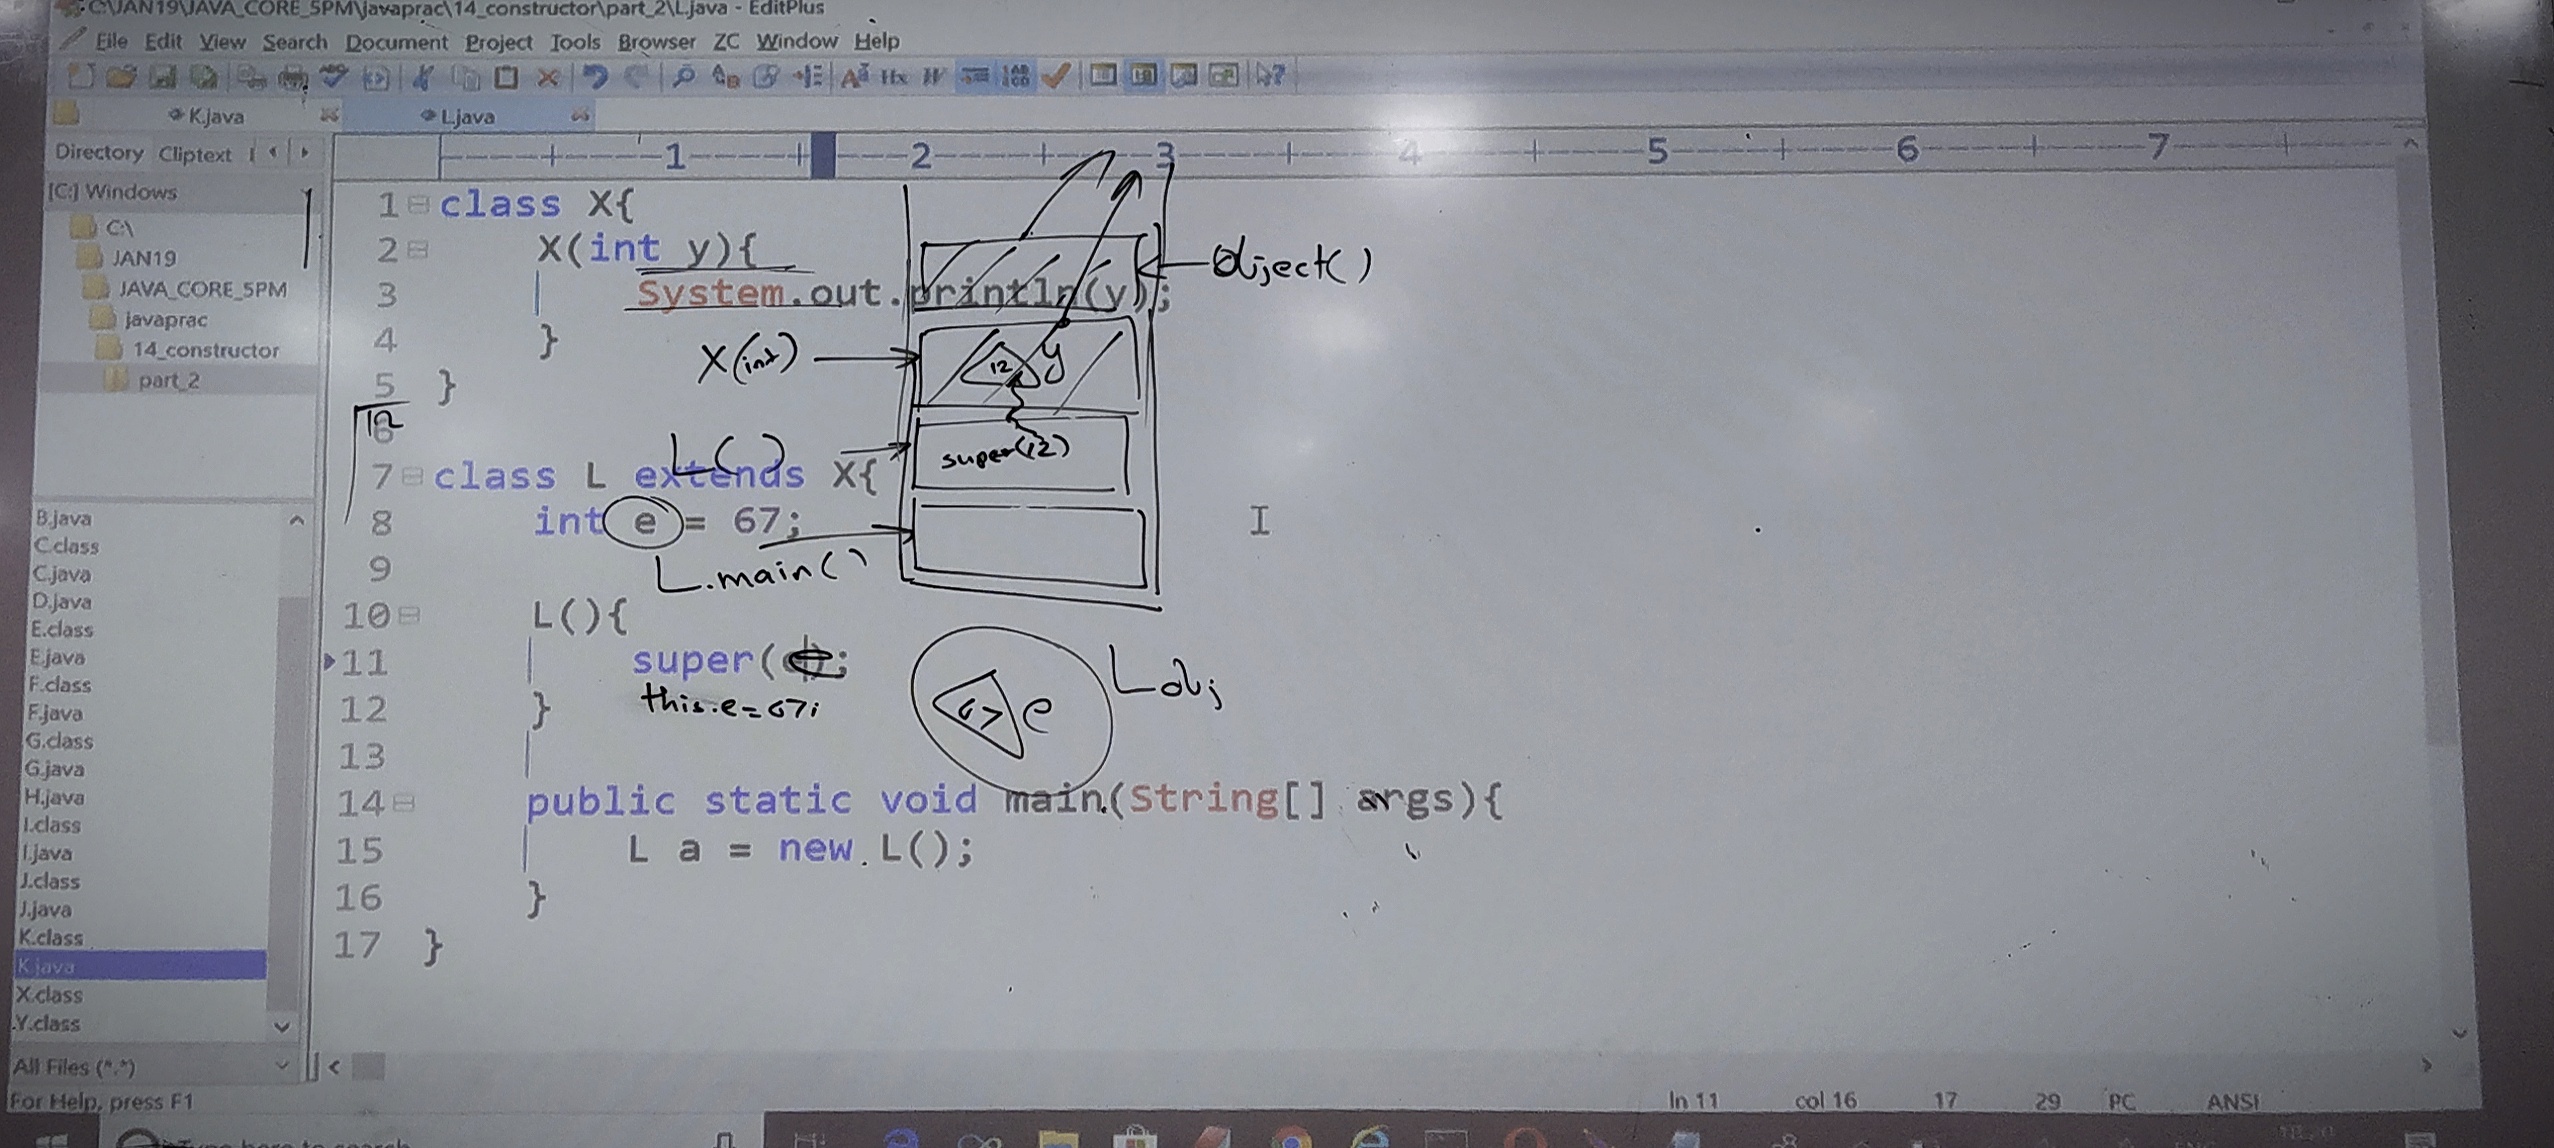 C:\JAN19\JAVA_CORE_5PM\javaprac\14_constructor\part_2\L.java - EditPlus
File Edit View Search Document Project Tools Browser ZC Window Help
K.java L.java
Directory Cliptext
1 2 3 4 5 6 7
[C:] Windows
C:\
JAN19
JAVA_CORE_5PM
javaprac
14_constructor
part_2
B.java
C.class
C.java
D.java
E.class
E.java
F.class
F.java
G.class
G.java
H.java
I.class
I.java
J.class
J.java
K.class
K.java
X.class
Y.class
All Files (*.*)
1 class X{
2 X(int y){
3 System.out.println(y);
4 }
5 }
6
7 class L extends X{
8 int e = 67;
9
10 L(){
11 super( ;
12 }
13
14 public static void main(String[] args){
15 L a = new L();
16 }
17 }
Object()
X(int)
12 y
12
L()
super(12)
L.main()
this.e=67;
67 e
L obj
For Help, press F1
ln 11 col 16 17 29 PC ANSI